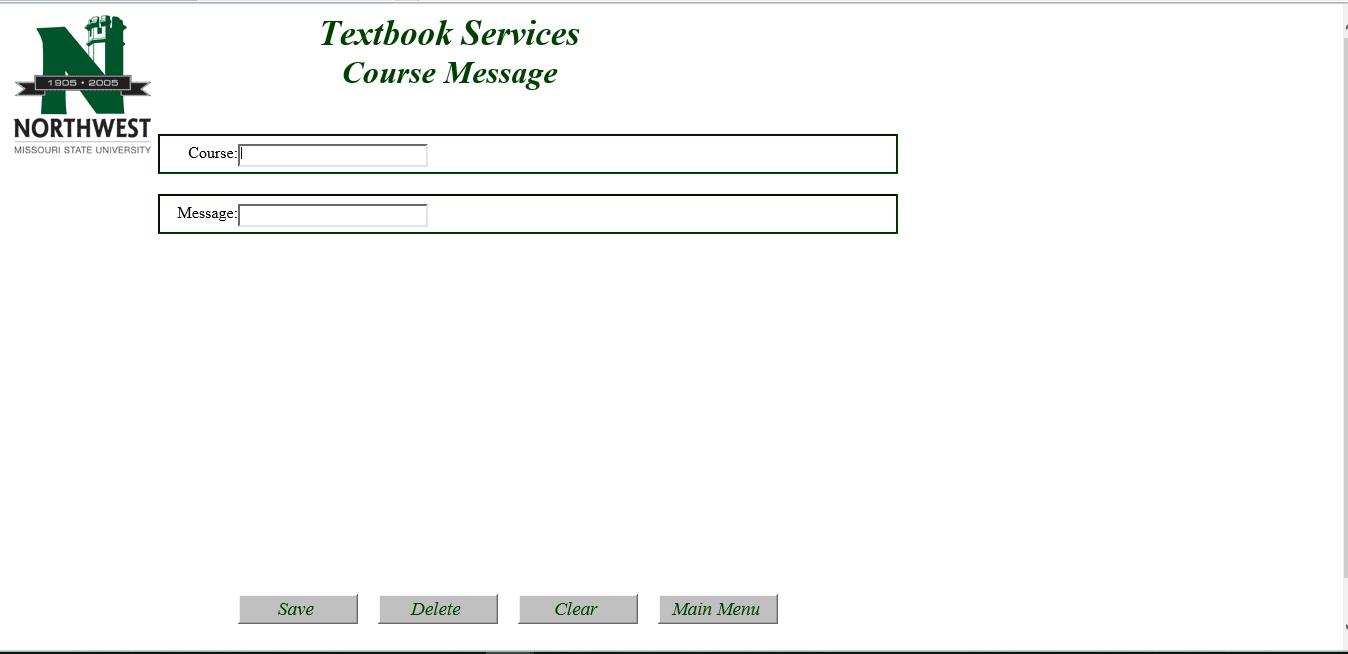 Textbook Services
Course Message
1905 • 2005
NORTHWEST
MISSOURI STATE UNIVERSITY
Course:
Message:
Save Delete Clear Main Menu